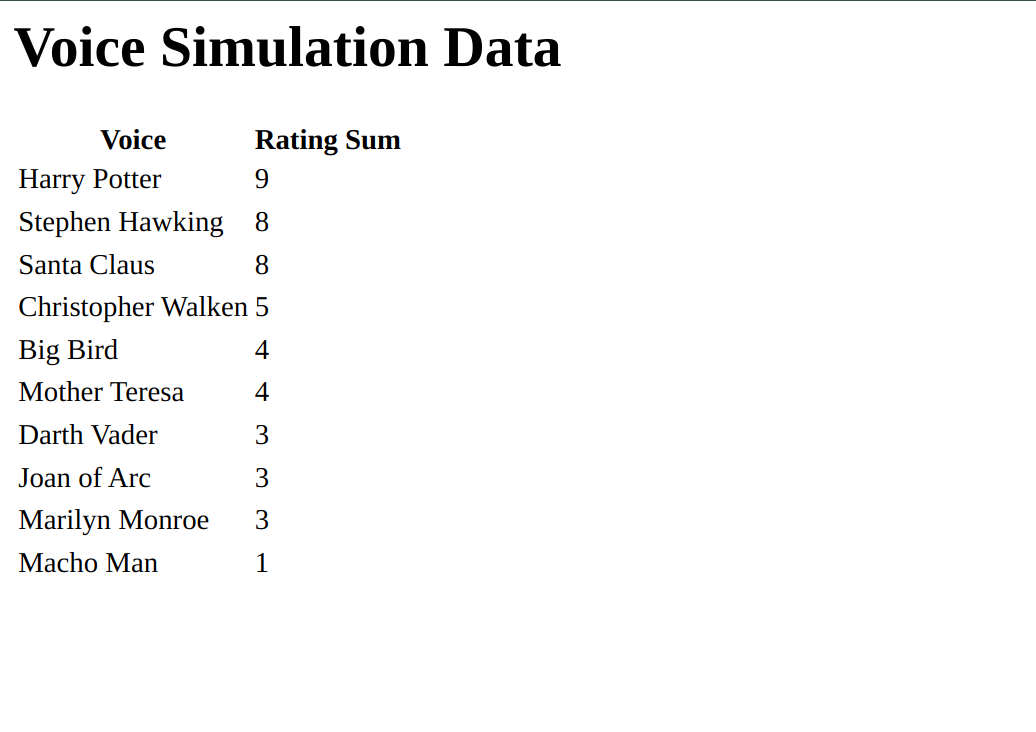 Voice Simulation Data
Voice Rating Sum
Harry Potter 9
Stephen Hawking 8
Santa Claus 8
Christopher Walken 5
Big Bird 4
Mother Teresa 4
Darth Vader 3
Joan of Arc 3
Marilyn Monroe 3
Macho Man 1